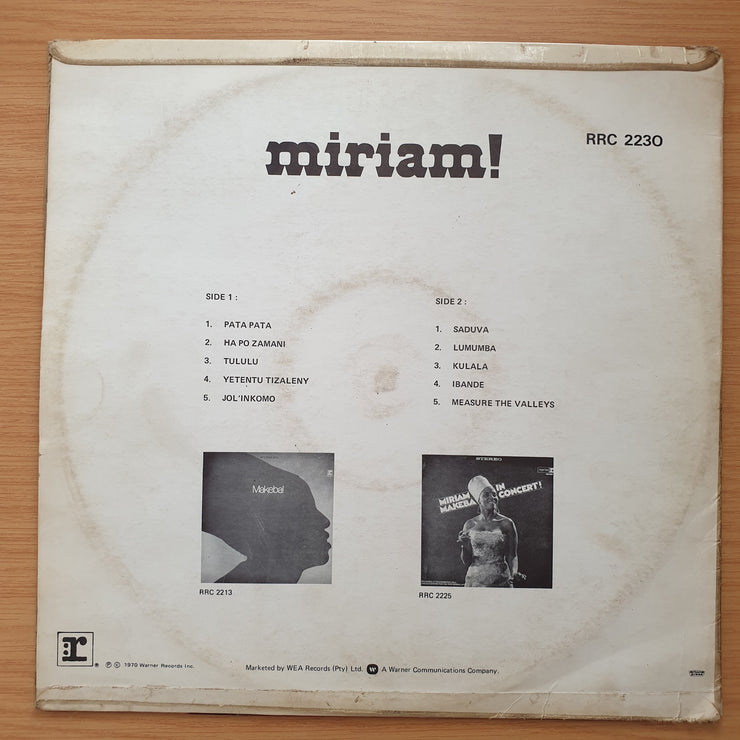 miriam!
RRC 2230
SIDE 1 :
1. PATA PATA
2. HA PO ZAMANI
3. TULULU
4. YETENTU TIZALENY
5. JOL'INKOMO
SIDE 2 :
1. SADUVA
2. LUMUMBA
3. KULALA
4. IBANDE
5. MEASURE THE VALLEYS
Makeba!
RRC 2213
STEREO
MIRIAM MAKEBA
IN CONCERT!
RRC 2225
:r ®
Ⓟ © 1970 Warner Records Inc.
Marketed by WEA Records (Pty) Ltd. W A Warner Communications Company.